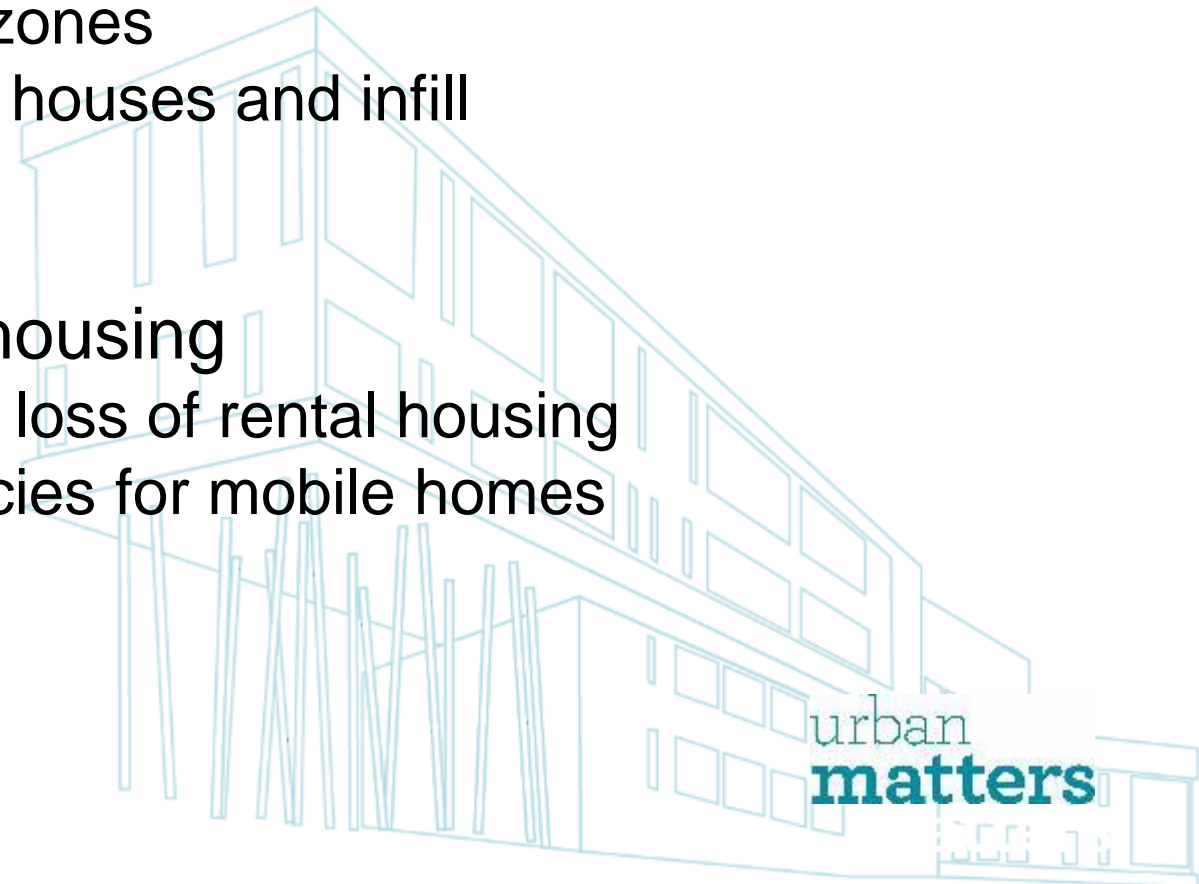 zones
houses and infill
housing
loss of rental housing
cies for mobile homes
urban
matters